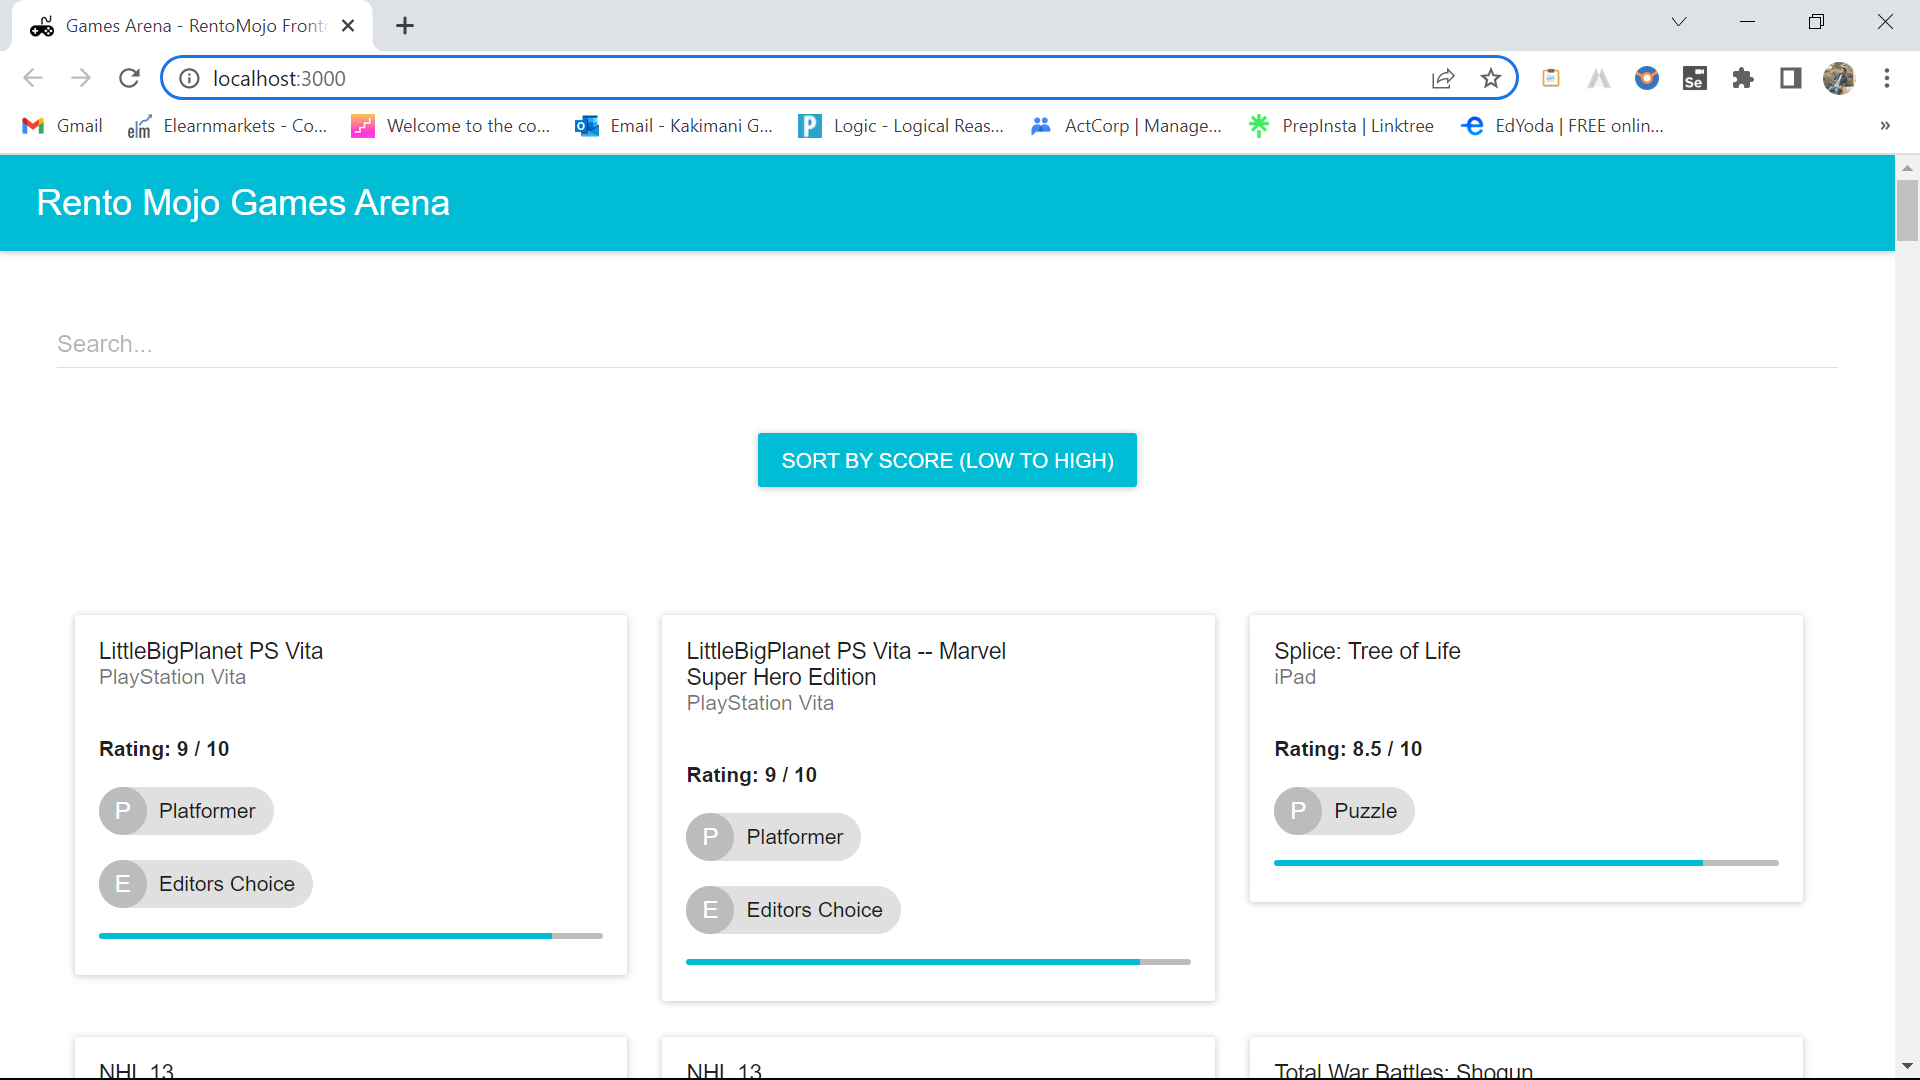 Games Arena - RentoMojo Fronte
localhost:3000
Se
Gmail
elm
Elearnmarkets - Co...
Welcome to the co...
Email - Kakimani G...
Logic - Logical Reas...
ActCorp | Manage...
PrepInsta | Linktree
EdYoda | FREE onlin...
»
Rento Mojo Games Arena
Search...
SORT BY SCORE (LOW TO HIGH)
LittleBigPlanet PS Vita
PlayStation Vita
Rating: 9 / 10
P Platformer
E Editors Choice
LittleBigPlanet PS Vita -- Marvel
Super Hero Edition
PlayStation Vita
Rating: 9 / 10
P Platformer
E Editors Choice
Splice: Tree of Life
iPad
Rating: 8.5 / 10
P Puzzle
NHL 13
NHL 13
Total War Battles: Shogun